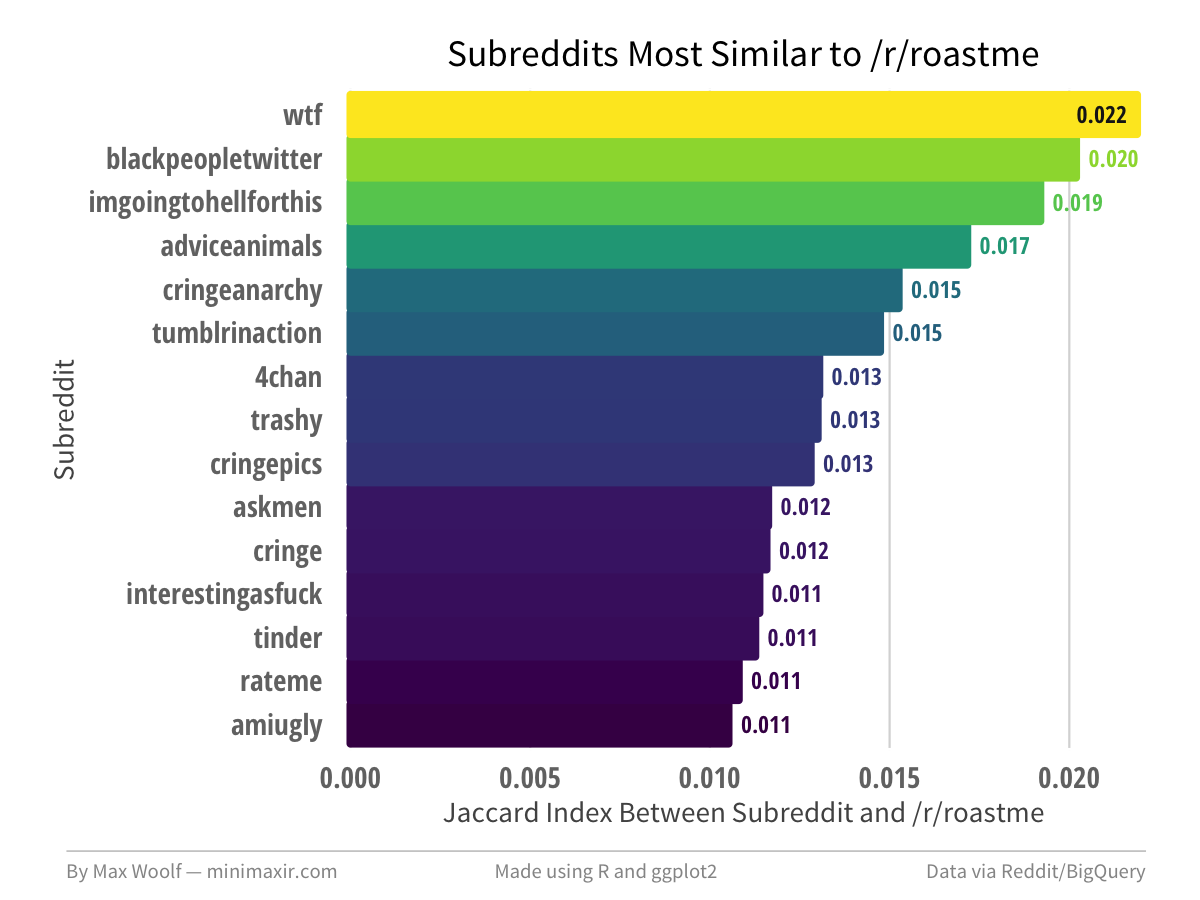 Subreddits Most Similar to /r/roastme
wtf 0.022
blackpeopletwitter 0.020
imgoingtohellforthis 0.019
adviceanimals 0.017
cringeanarchy 0.015
tumblrinaction 0.015
4chan 0.013
trashy 0.013
cringepics 0.013
askmen 0.012
cringe 0.012
interestingasfuck 0.011
tinder 0.011
rateme 0.011
amiugly 0.011
Subreddit
0.000 0.005 0.010 0.015 0.020
Jaccard Index Between Subreddit and /r/roastme
By Max Woolf — minimaxir.com Made using R and ggplot2 Data via Reddit/BigQuery